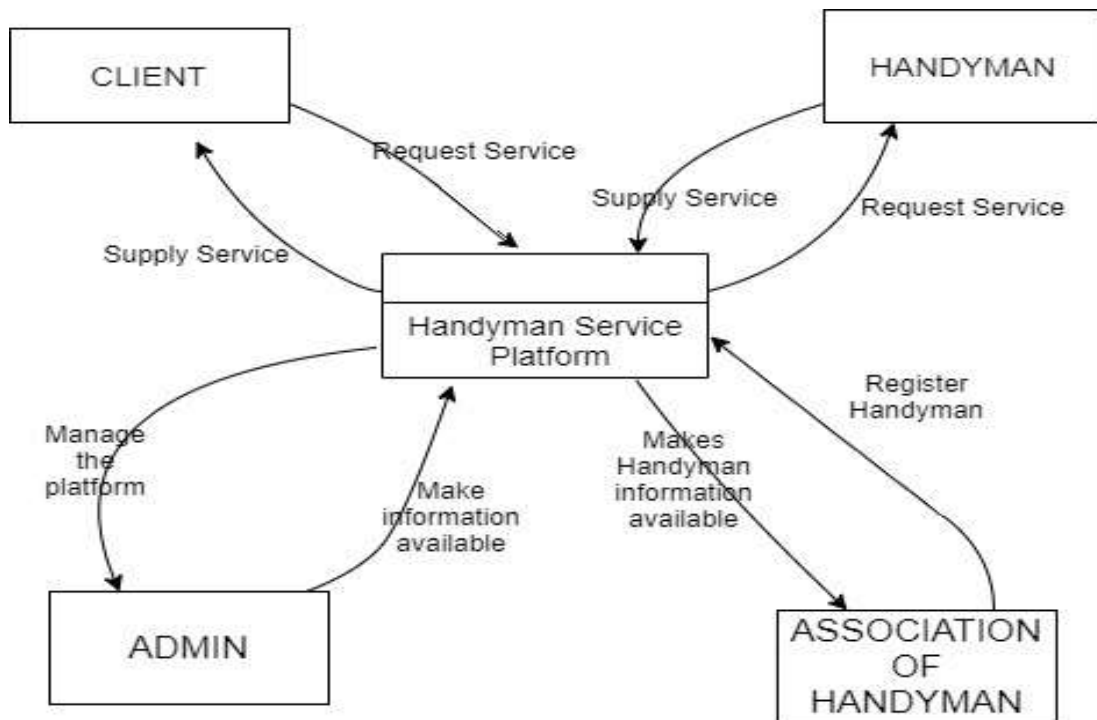 CLIENT
HANDYMAN
Request Service
Supply Service
Request Service
Supply Service
Handyman Service
Platform
Register
Handyman
Manage
the
platform
Makes
Handyman
information
available
Make
information
available
ADMIN
ASSOCIATION
OF
HANDYMAN